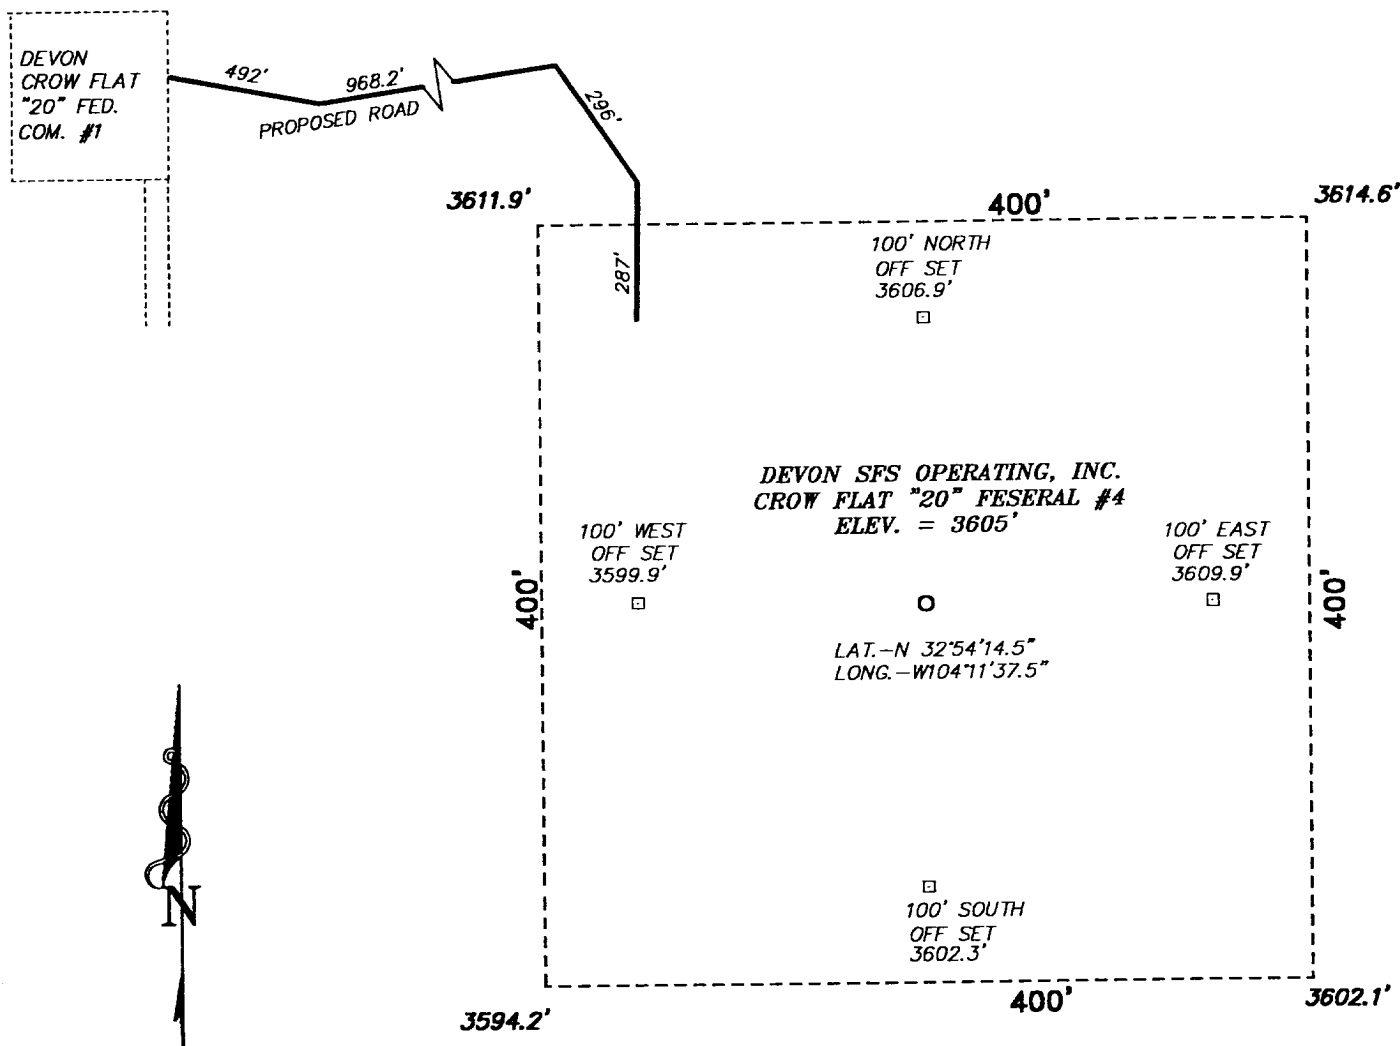 DEVON
CROW FLAT
"20" FED.
COM. #1
492'
968.2'
PROPOSED ROAD
296'
287'
3611.9'
400'
3614.6'
100' NORTH
OFF SET
3606.9'
DEVON SFS OPERATING, INC.
CROW FLAT "20" FESERAL #4
ELEV. = 3605'
100' WEST
OFF SET
3599.9'
100' EAST
OFF SET
3609.9'
400'
400'
LAT.-N 32°54'14.5"
LONG.-W104°11'37.5"
N
100' SOUTH
OFF SET
3602.3'
3594.2'
400'
3602.1'